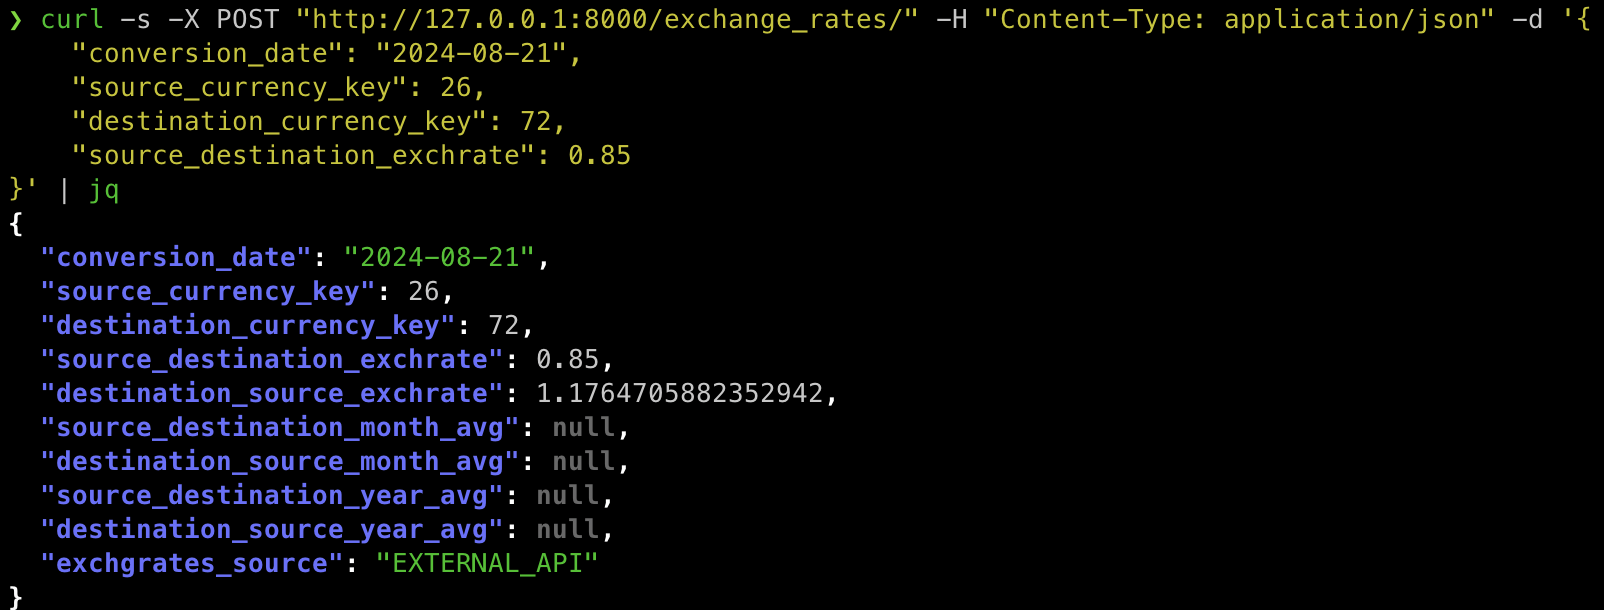 ❯ curl -s -X POST "http://127.0.0.1:8000/exchange_rates/" -H "Content-Type: application/json" -d '{
    "conversion_date": "2024-08-21",
    "source_currency_key": 26,
    "destination_currency_key": 72,
    "source_destination_exchrate": 0.85
}' | jq
{
  "conversion_date": "2024-08-21",
  "source_currency_key": 26,
  "destination_currency_key": 72,
  "source_destination_exchrate": 0.85,
  "destination_source_exchrate": 1.1764705882352942,
  "source_destination_month_avg": null,
  "destination_source_month_avg": null,
  "source_destination_year_avg": null,
  "destination_source_year_avg": null,
  "exchgrates_source": "EXTERNAL_API"
}